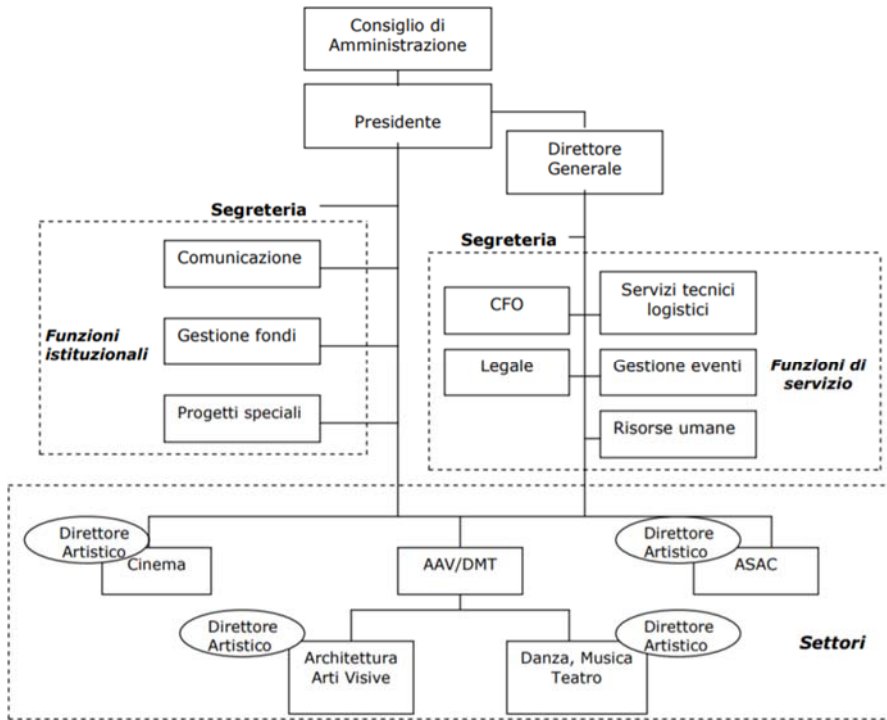 Consiglio di
Amministrazione
Presidente
Direttore
Generale
Segreteria
Segreteria
Comunicazione
Funzioni
istituzionali
Gestione fondi
Progetti speciali
CFO
Servizi tecnici
logistici
Legale
Gestione eventi
Funzioni di
servizio
Risorse umane
Direttore
Artistico
Cinema
AAV/DMT
Direttore
Artistico
ASAC
Direttore
Artistico
Architettura
Arti Visive
Danza, Musica
Teatro
Direttore
Artistico
Settori